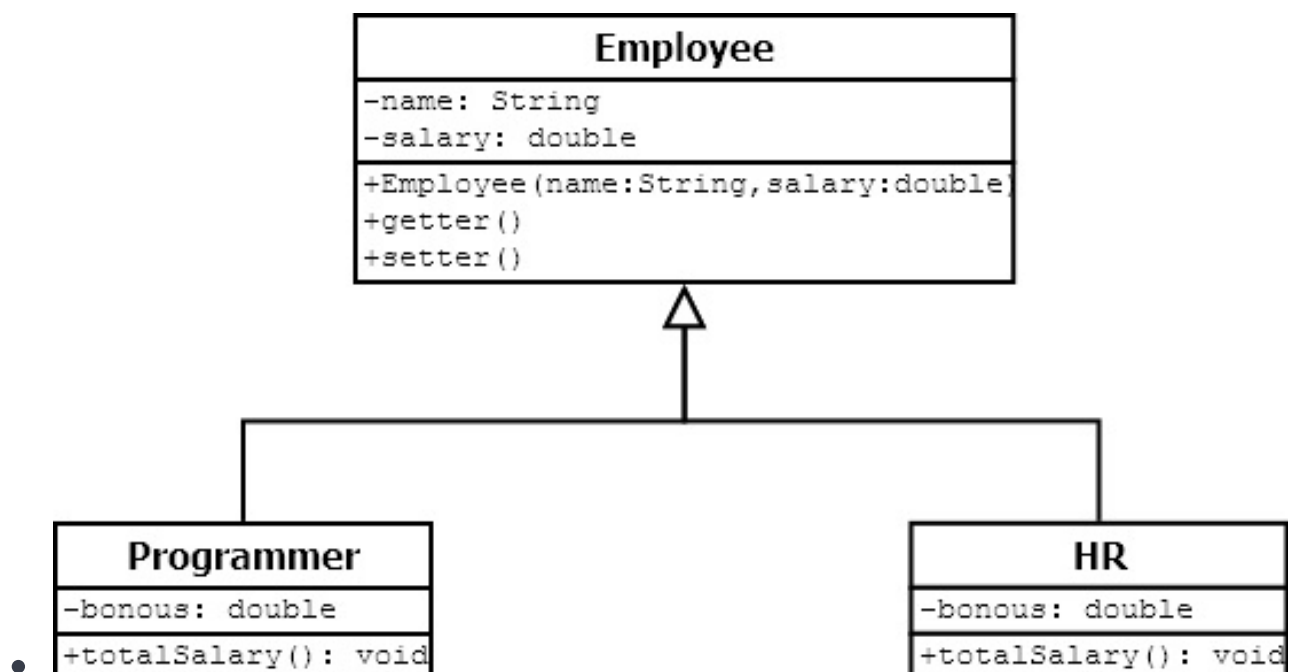 Employee
-name: String
-salary: double
+Employee(name:String,salary:double)
+getter()
+setter()
Programmer
-bonous: double
+totalSalary(): void
HR
-bonous: double
+totalSalary(): void